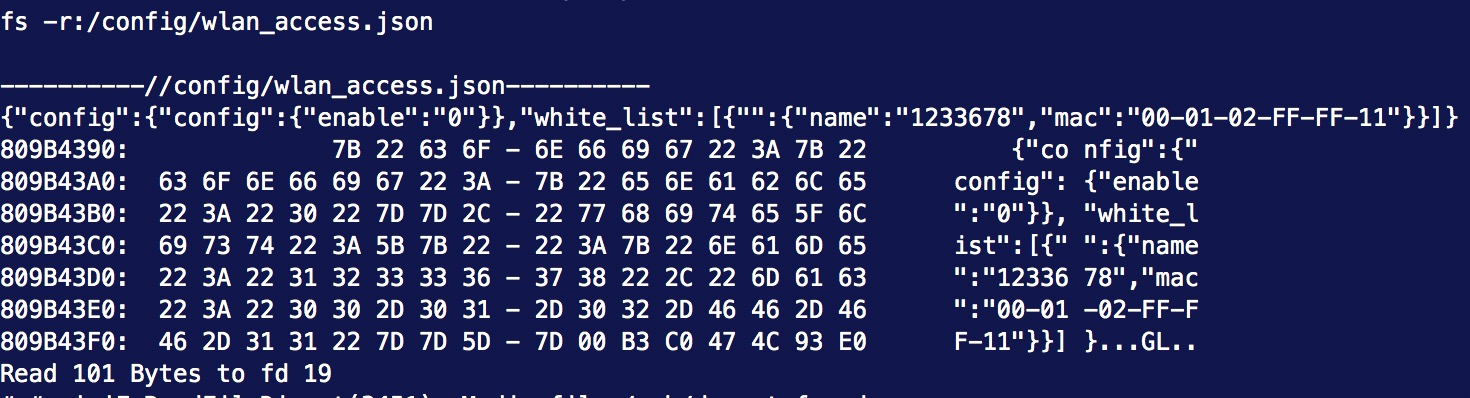 fs -r:/config/wlan_access.json
----------//config/wlan_access.json----------
{"config":{"config":{"enable":"0"}},"white_list":[{"":{"name":"1233678","mac":"00-01-02-FF-FF-11"}}]}
809B4390:             7B 22 63 6F - 6E 66 69 67 22 3A 7B 22         {"co nfig":{"
809B43A0:  63 6F 6E 66 69 67 22 3A - 7B 22 65 6E 61 62 6C 65     config": {"enable
809B43B0:  22 3A 22 30 22 7D 7D 2C - 22 77 68 69 74 65 5F 6C     ":"0"}}, "white_l
809B43C0:  69 73 74 22 3A 5B 7B 22 - 22 3A 7B 22 6E 61 6D 65     ist":[{" ":{"name
809B43D0:  22 3A 22 31 32 33 33 36 - 37 38 22 2C 22 6D 61 63     ":"12336 78","mac
809B43E0:  22 3A 22 30 30 2D 30 31 - 2D 30 32 2D 46 46 2D 46     ":"00-01 -02-FF-F
809B43F0:  46 2D 31 31 22 7D 7D 5D - 7D 00 B3 C0 47 4C 93 E0     F-11"}}] }...GL..
Read 101 Bytes to fd 19